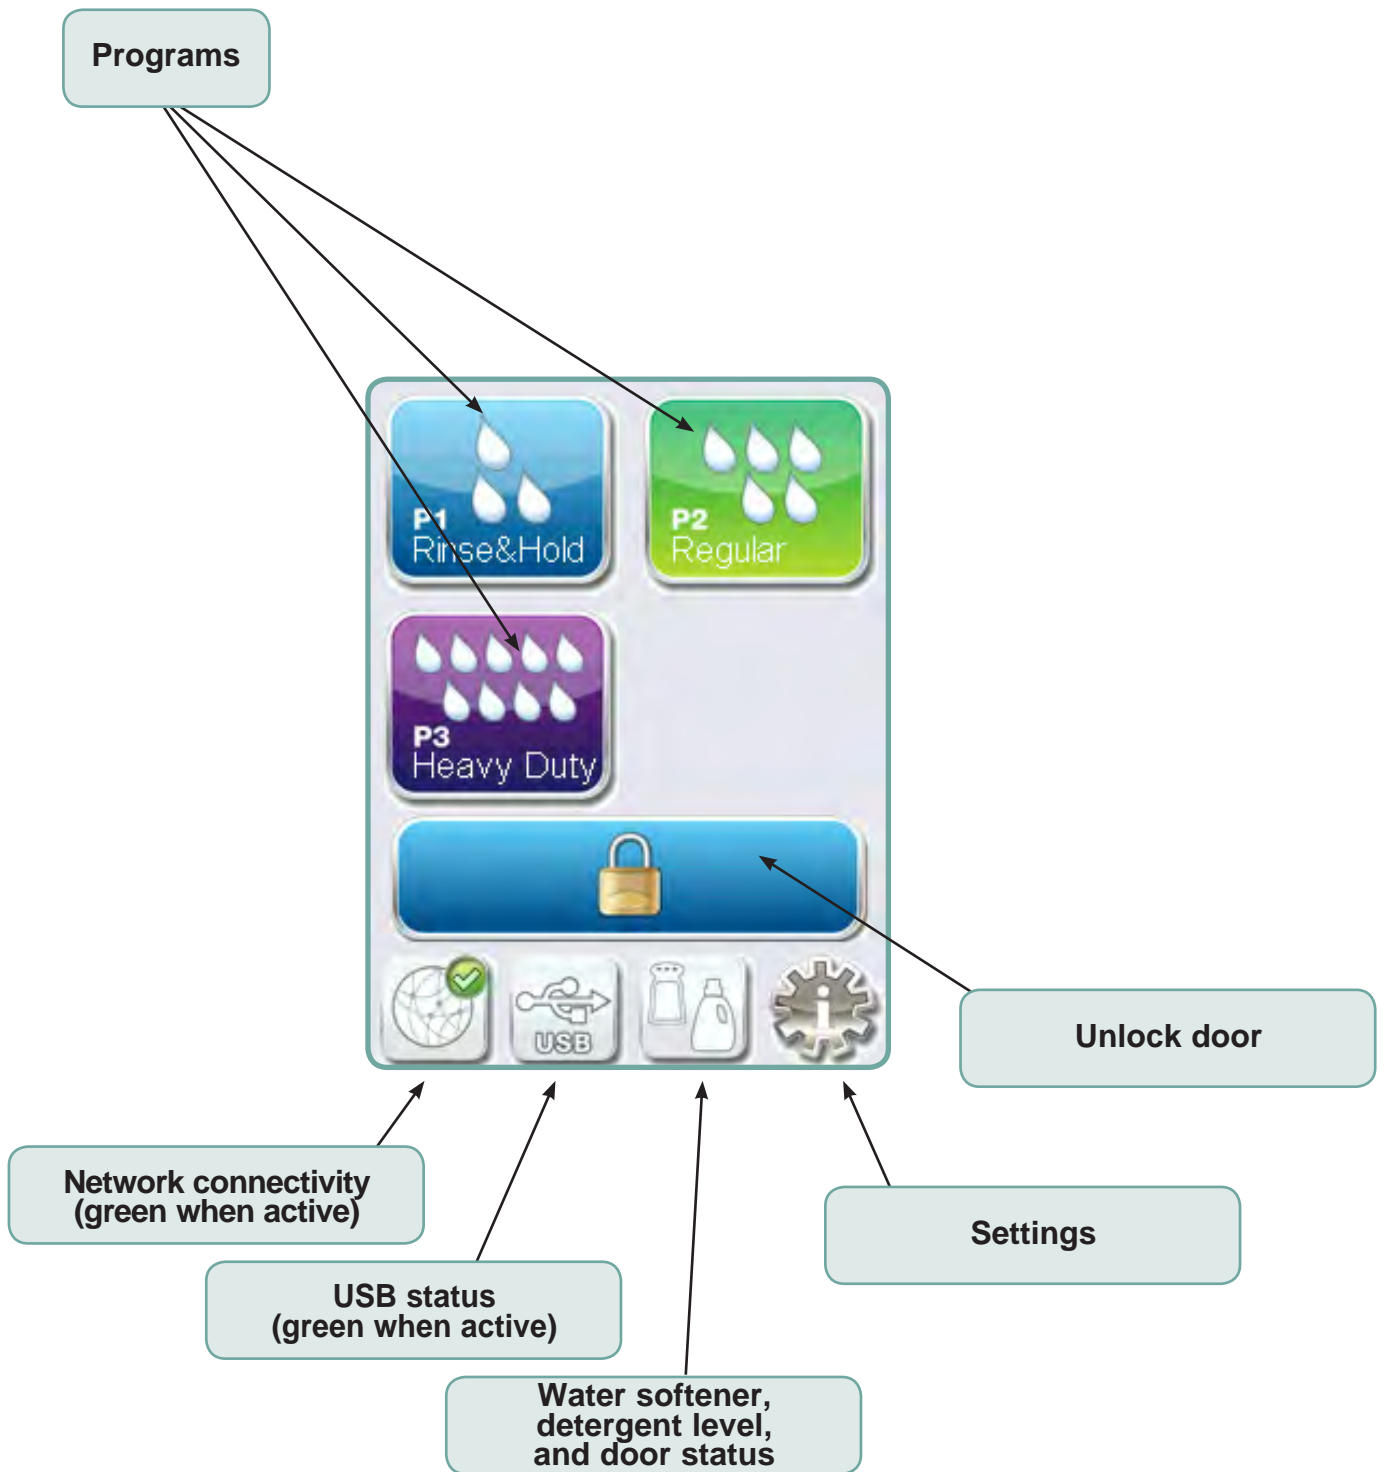 Programs
P1
Rinse&Hold
P2
Regular
P3
Heavy Duty
USB
Unlock door
Network connectivity
(green when active)
Settings
USB status
(green when active)
Water softener,
detergent level,
and door status